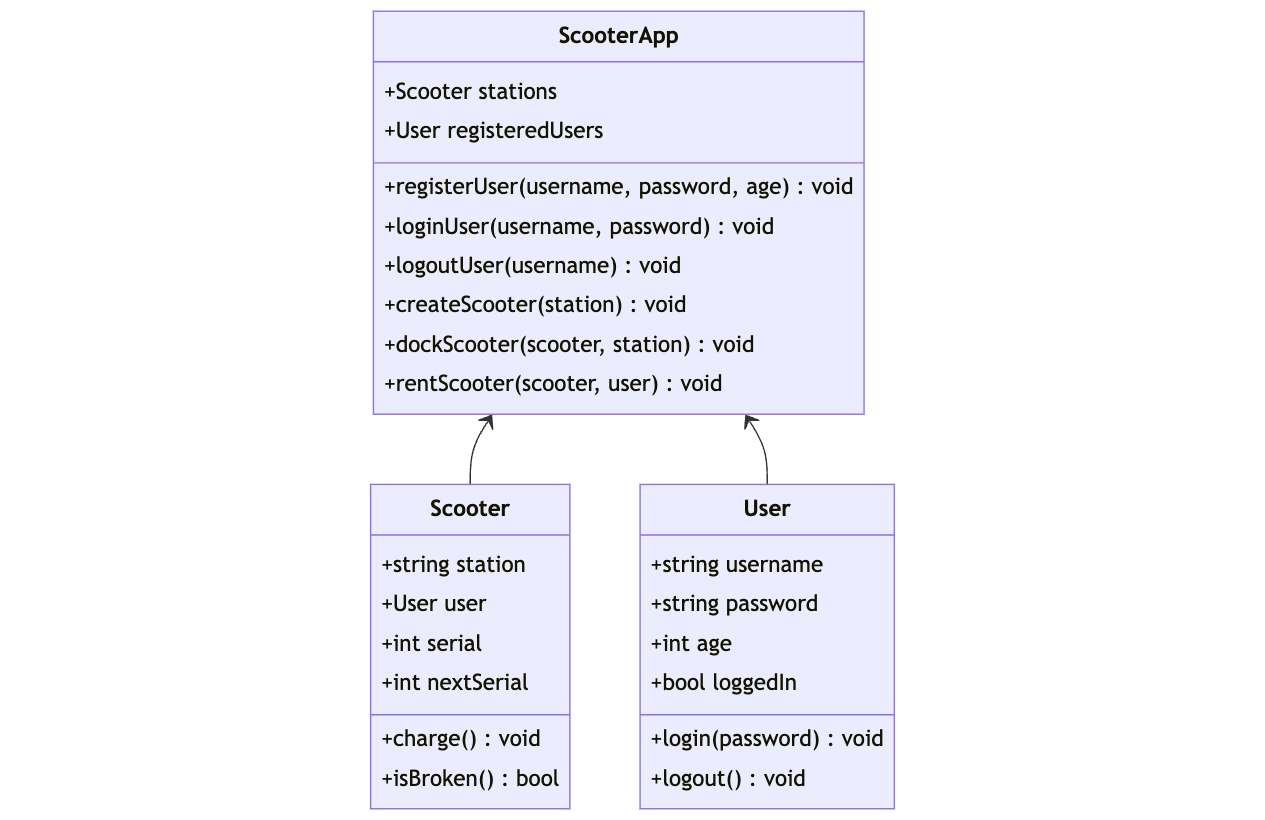 ScooterApp
+Scooter stations
+User registeredUsers
+registerUser(username, password, age) : void
+loginUser(username, password) : void
+logoutUser(username) : void
+createScooter(station) : void
+dockScooter(scooter, station) : void
+rentScooter(scooter, user) : void
Scooter
+string station
+User user
+int serial
+int nextSerial
+charge() : void
+isBroken() : bool
User
+string username
+string password
+int age
+bool loggedIn
+login(password) : void
+logout() : void